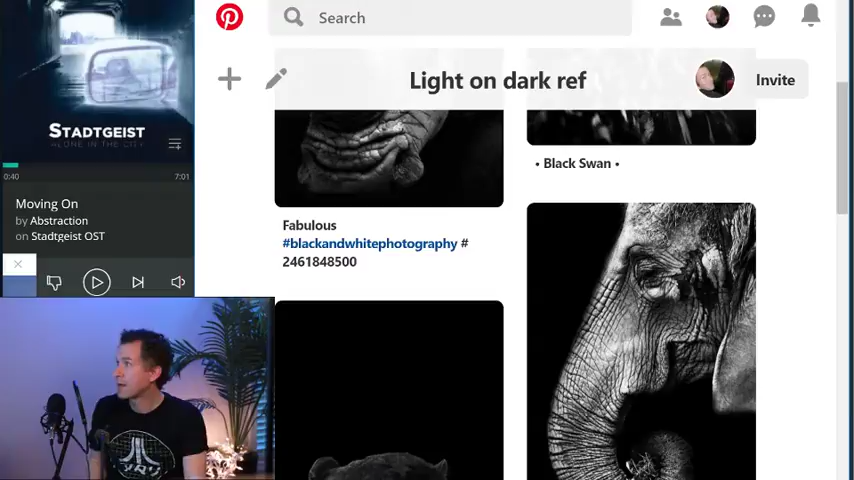 STADTGEIST
ALONE IN THE CITY
0:40
7:01
Moving On
by Abstraction
on Stadtgeist OST
Search
Light on dark ref
Invite
• Black Swan •
Fabulous
#blackandwhitephotography #
2461848500